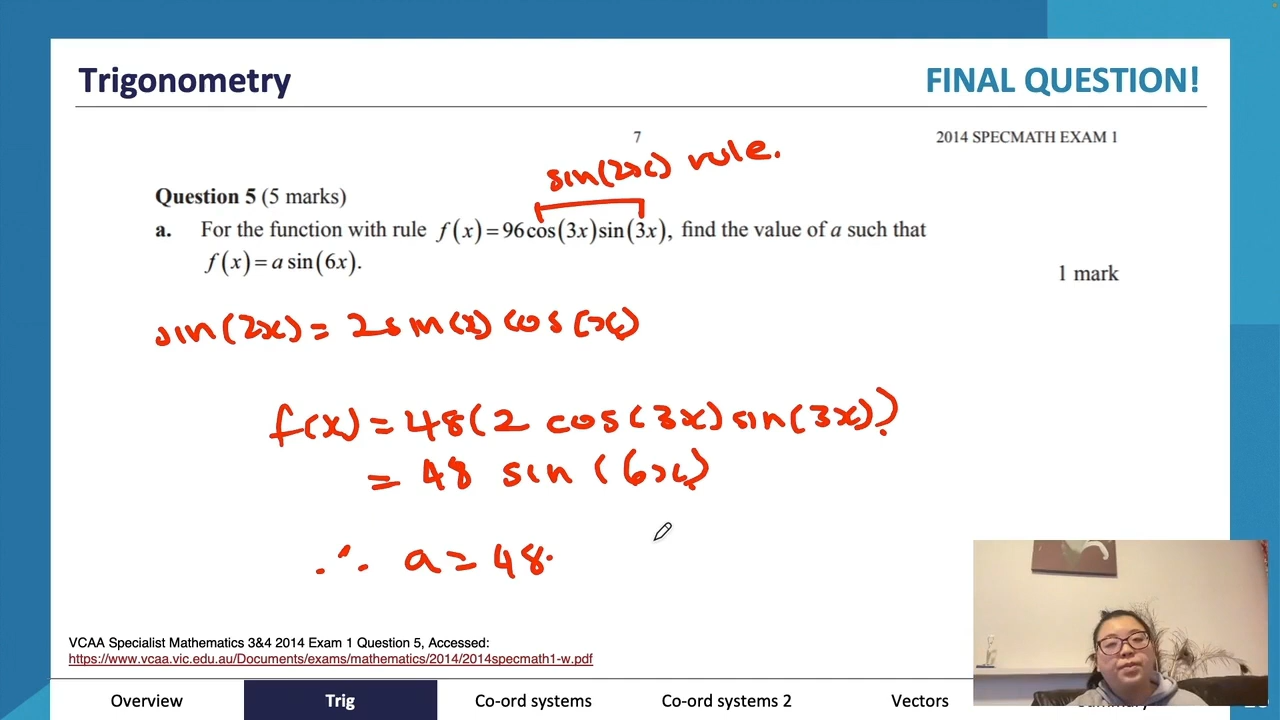 Trigonometry
FINAL QUESTION!
7
2014 SPECMATH EXAM 1
sin(2x) rule.
Question 5 (5 marks)
a. For the function with rule f(x)=96cos(3x)sin(3x), find the value of a such that
f(x)=a sin(6x).
1 mark
sin(2x)= 2sin(x) cos(x)
f(x)=48(2 cos(3x)sin(3x))
= 48 sin (6x)
∴ a=48.
VCAA Specialist Mathematics 3&4 2014 Exam 1 Question 5, Accessed:
https://www.vcaa.vic.edu.au/Documents/exams/mathematics/2014/2014specmath1-w.pdf
Overview Trig Co-ord systems Co-ord systems 2 Vectors